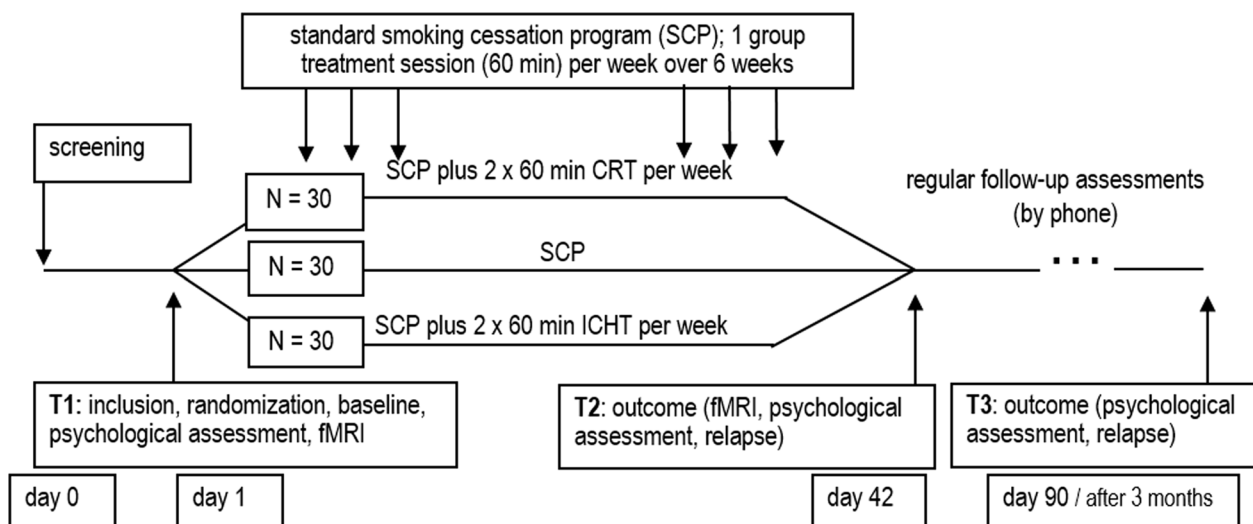 standard smoking cessation program (SCP); 1 group
treatment session (60 min) per week over 6 weeks
screening
SCP plus 2 x 60 min CRT per week
N = 30
regular follow-up assessments
(by phone)
N = 30
SCP
...
N = 30
SCP plus 2 x 60 min ICHT per week
T1: inclusion, randomization, baseline,
psychological assessment, fMRI
T2: outcome (fMRI, psychological
assessment, relapse)
T3: outcome (psychological
assessment, relapse)
day 0
day 1
day 42
day 90 / after 3 months